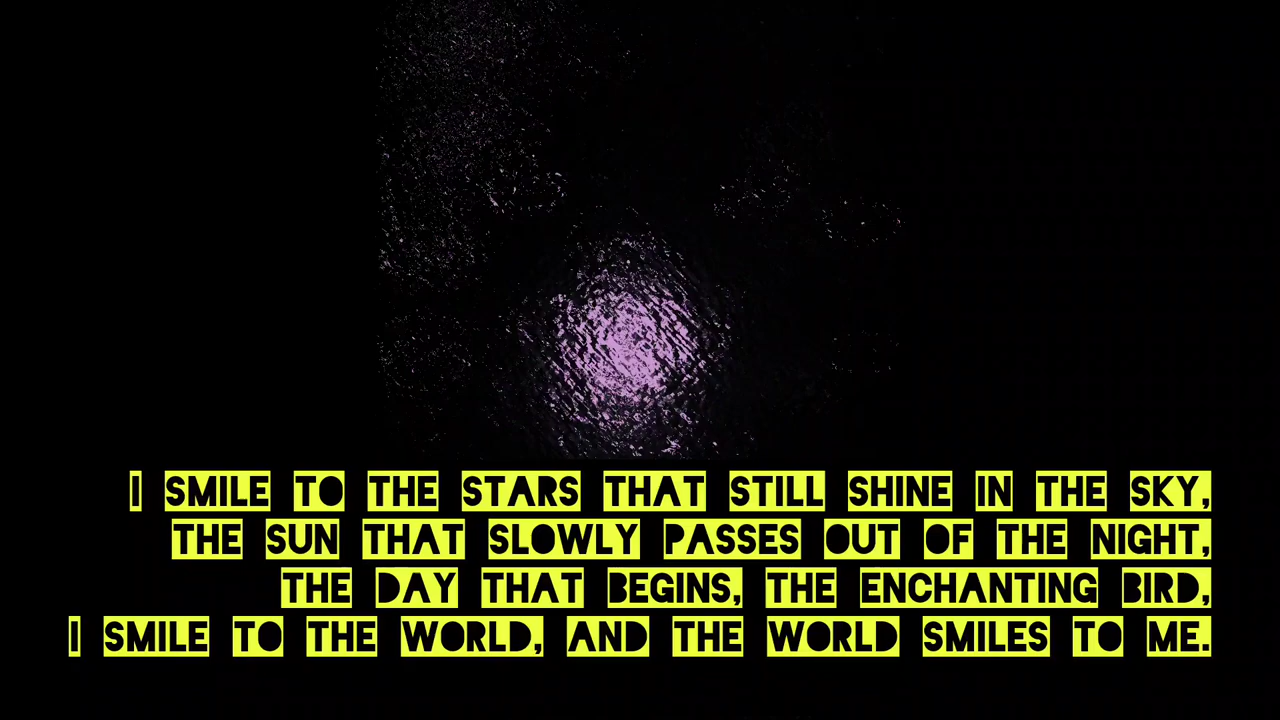 I SMILE TO THE STARS THAT STILL SHINE IN THE SKY,
THE SUN THAT SLOWLY PASSES OUT OF THE NIGHT,
THE DAY THAT BEGINS, THE ENCHANTING BIRD,
I SMILE TO THE WORLD, AND THE WORLD SMILES TO ME.